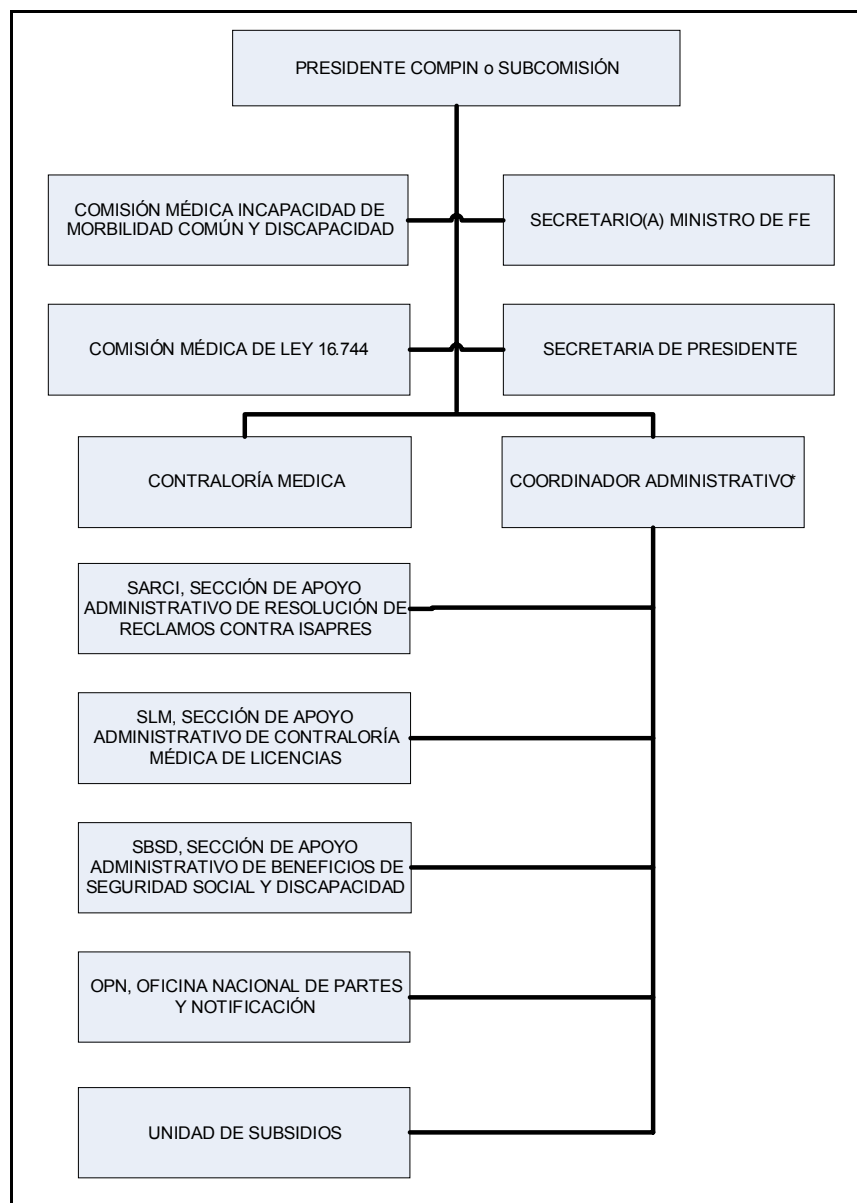 PRESIDENTE COMPIN o SUBCOMISIÓN
COMISIÓN MÉDICA INCAPACIDAD DE
MORBILIDAD COMÚN Y DISCAPACIDAD
SECRETARIO(A) MINISTRO DE FE
COMISIÓN MÉDICA DE LEY 16.744
SECRETARIA DE PRESIDENTE
CONTRALORÍA MEDICA
COORDINADOR ADMINISTRATIVO*
SARCI, SECCIÓN DE APOYO
ADMINISTRATIVO DE RESOLUCIÓN DE
RECLAMOS CONTRA ISAPRES
SLM, SECCIÓN DE APOYO
ADMINISTRATIVO DE CONTRALORÍA
MÉDICA DE LICENCIAS
SBSD, SECCIÓN DE APOYO
ADMINISTRATIVO DE BENEFICIOS DE
SEGURIDAD SOCIAL Y DISCAPACIDAD
OPN, OFICINA NACIONAL DE PARTES
Y NOTIFICACIÓN
UNIDAD DE SUBSIDIOS